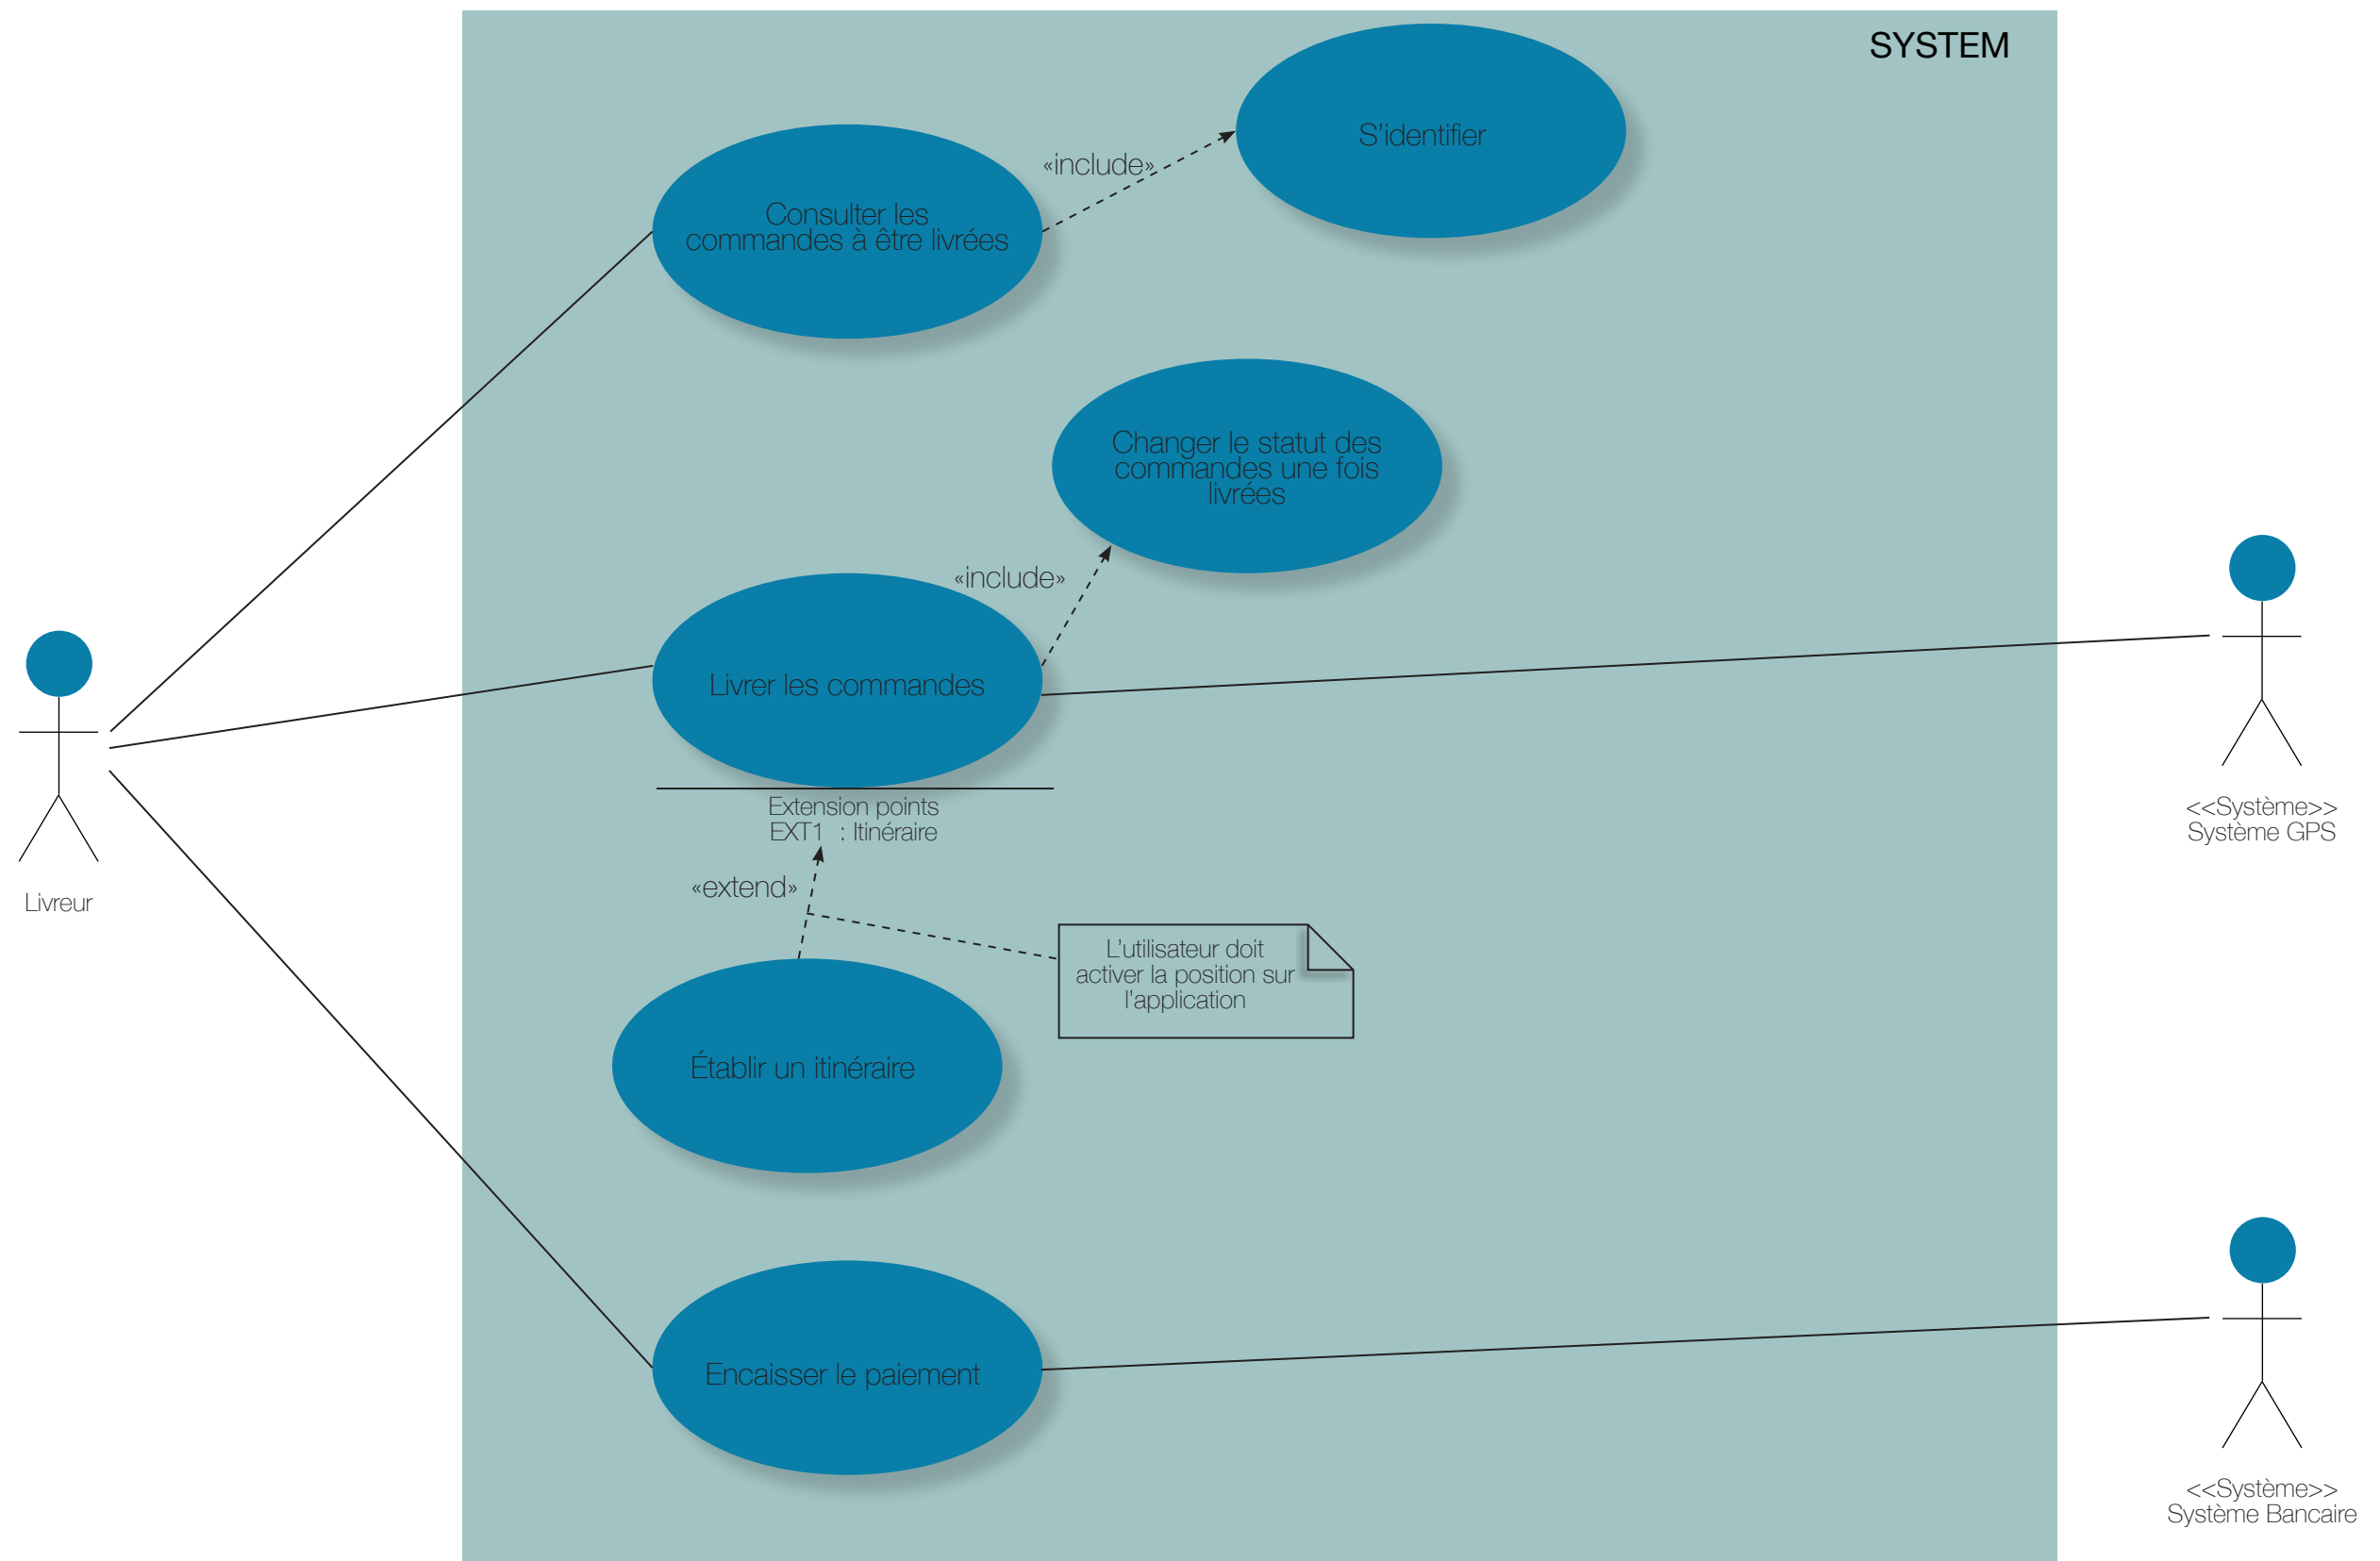 SYSTEM
S'identifier
«include»
Consulter les
commandes à être livrées
Changer le statut des
commandes une fois
livrées
«include»
Livrer les commandes
Extension points
EXT1 : Itinéraire
<<Système>>
Système GPS
«extend»
Livreur
L'utilisateur doit
activer la position sur
l'application
Établir un itinéraire
Encaisser le paiement
<<Système>>
Système Bancaire